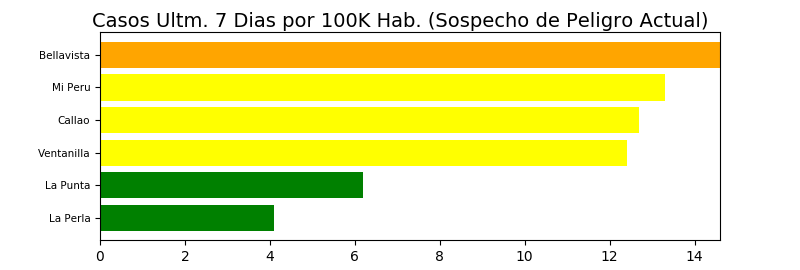 Casos Ultm. 7 Dias por 100K Hab. (Sospecho de Peligro Actual)
Bellavista
Mi Peru
Callao
Ventanilla
La Punta
La Perla
0 2 4 6 8 10 12 14